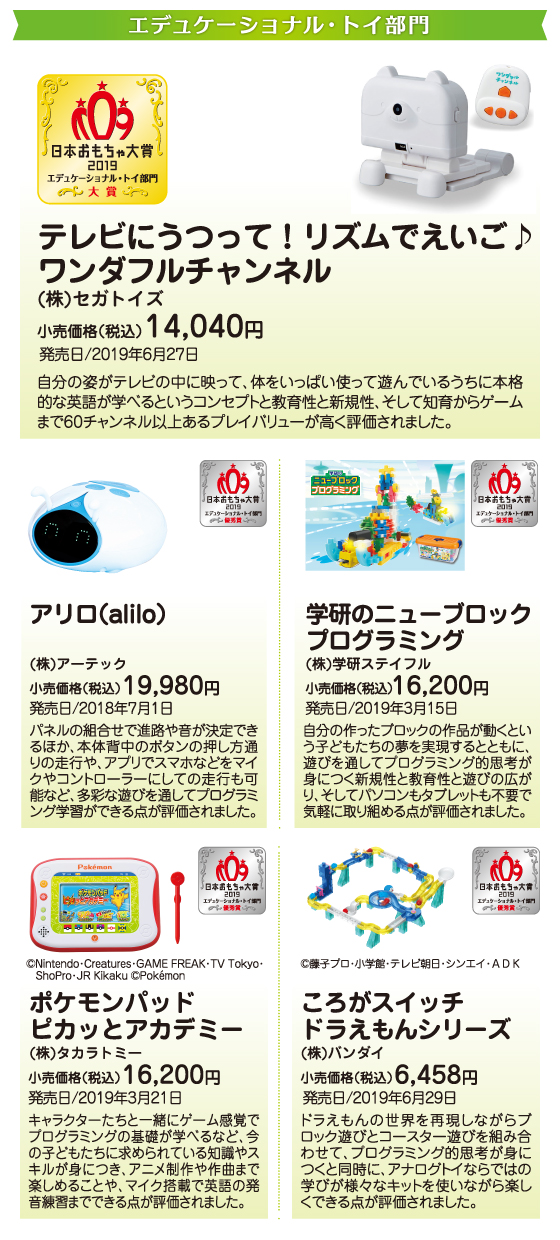 エデュケーショナル・トイ部門
日本おもちゃ大賞
2019
エデュケーショナル・トイ部門
大賞
ワンダフル
チャンネル
テレビにうつって！リズムでえいご♪
ワンダフルチャンネル
(株)セガトイズ
小売価格(税込)14,040円
発売日/2019年6月27日
自分の姿がテレビの中に映って、体をいっぱい使って遊んでいるうちに本格
的な英語が学べるというコンセプトと教育性と新規性、そして知育からゲーム
まで60チャンネル以上あるプレイバリューが高く評価されました。
日本おもちゃ大賞
2019
エデュケーショナル・トイ部門
優秀賞
アリロ(alilo)
(株)アーテック
小売価格(税込)19,980円
発売日/2018年7月1日
パネルの組合せで進路や音が決定でき
るほか、本体背中のボタンの押し方通
りの走行や、アプリでスマホなどをマイ
クやコントローラーにしての走行も可
能など、多彩な遊びを通してプログラミ
ング学習ができる点が評価されました。
ニューブロック
プログラミング
日本おもちゃ大賞
2019
エデュケーショナル・トイ部門
優秀賞
学研のニューブロック
プログラミング
(株)学研ステイフル
小売価格(税込)16,200円
発売日/2019年3月15日
自分の作ったブロックの作品が動くとい
う子どもたちの夢を実現するとともに、
遊びを通してプログラミング的思考が
身につく新規性と教育性と遊びの広が
り、そしてパソコンもタブレットも不要で
気軽に取り組める点が評価されました。
Pokémon
日本おもちゃ大賞
2019
エデュケーショナル・トイ部門
優秀賞
©Nintendo・Creatures・GAME FREAK・TV Tokyo・
ShoPro・JR Kikaku ©Pokémon
ポケモンパッド
ピカッとアカデミー
(株)タカラトミー
小売価格(税込)16,200円
発売日/2019年3月21日
キャラクターたちと一緒にゲーム感覚で
プログラミングの基礎が学べるなど、今
の子どもたちに求められている知識やス
キルが身につき、アニメ制作や作曲まで
楽しめることや、マイク搭載で英語の発
音練習までできる点が評価されました。
日本おもちゃ大賞
2019
エデュケーショナル・トイ部門
優秀賞
©藤子プロ・小学館・テレビ朝日・シンエイ・ADK
ころがスイッチ
ドラえもんシリーズ
(株)バンダイ
小売価格(税込)6,458円
発売日/2019年6月29日
ドラえもんの世界を再現しながらブ
ロック遊びとコースター遊びを組み合
わせて、プログラミング的思考が身に
つくと同時に、アナログトイならではの
学びが様々なキットを使いながら楽し
くできる点が評価されました。